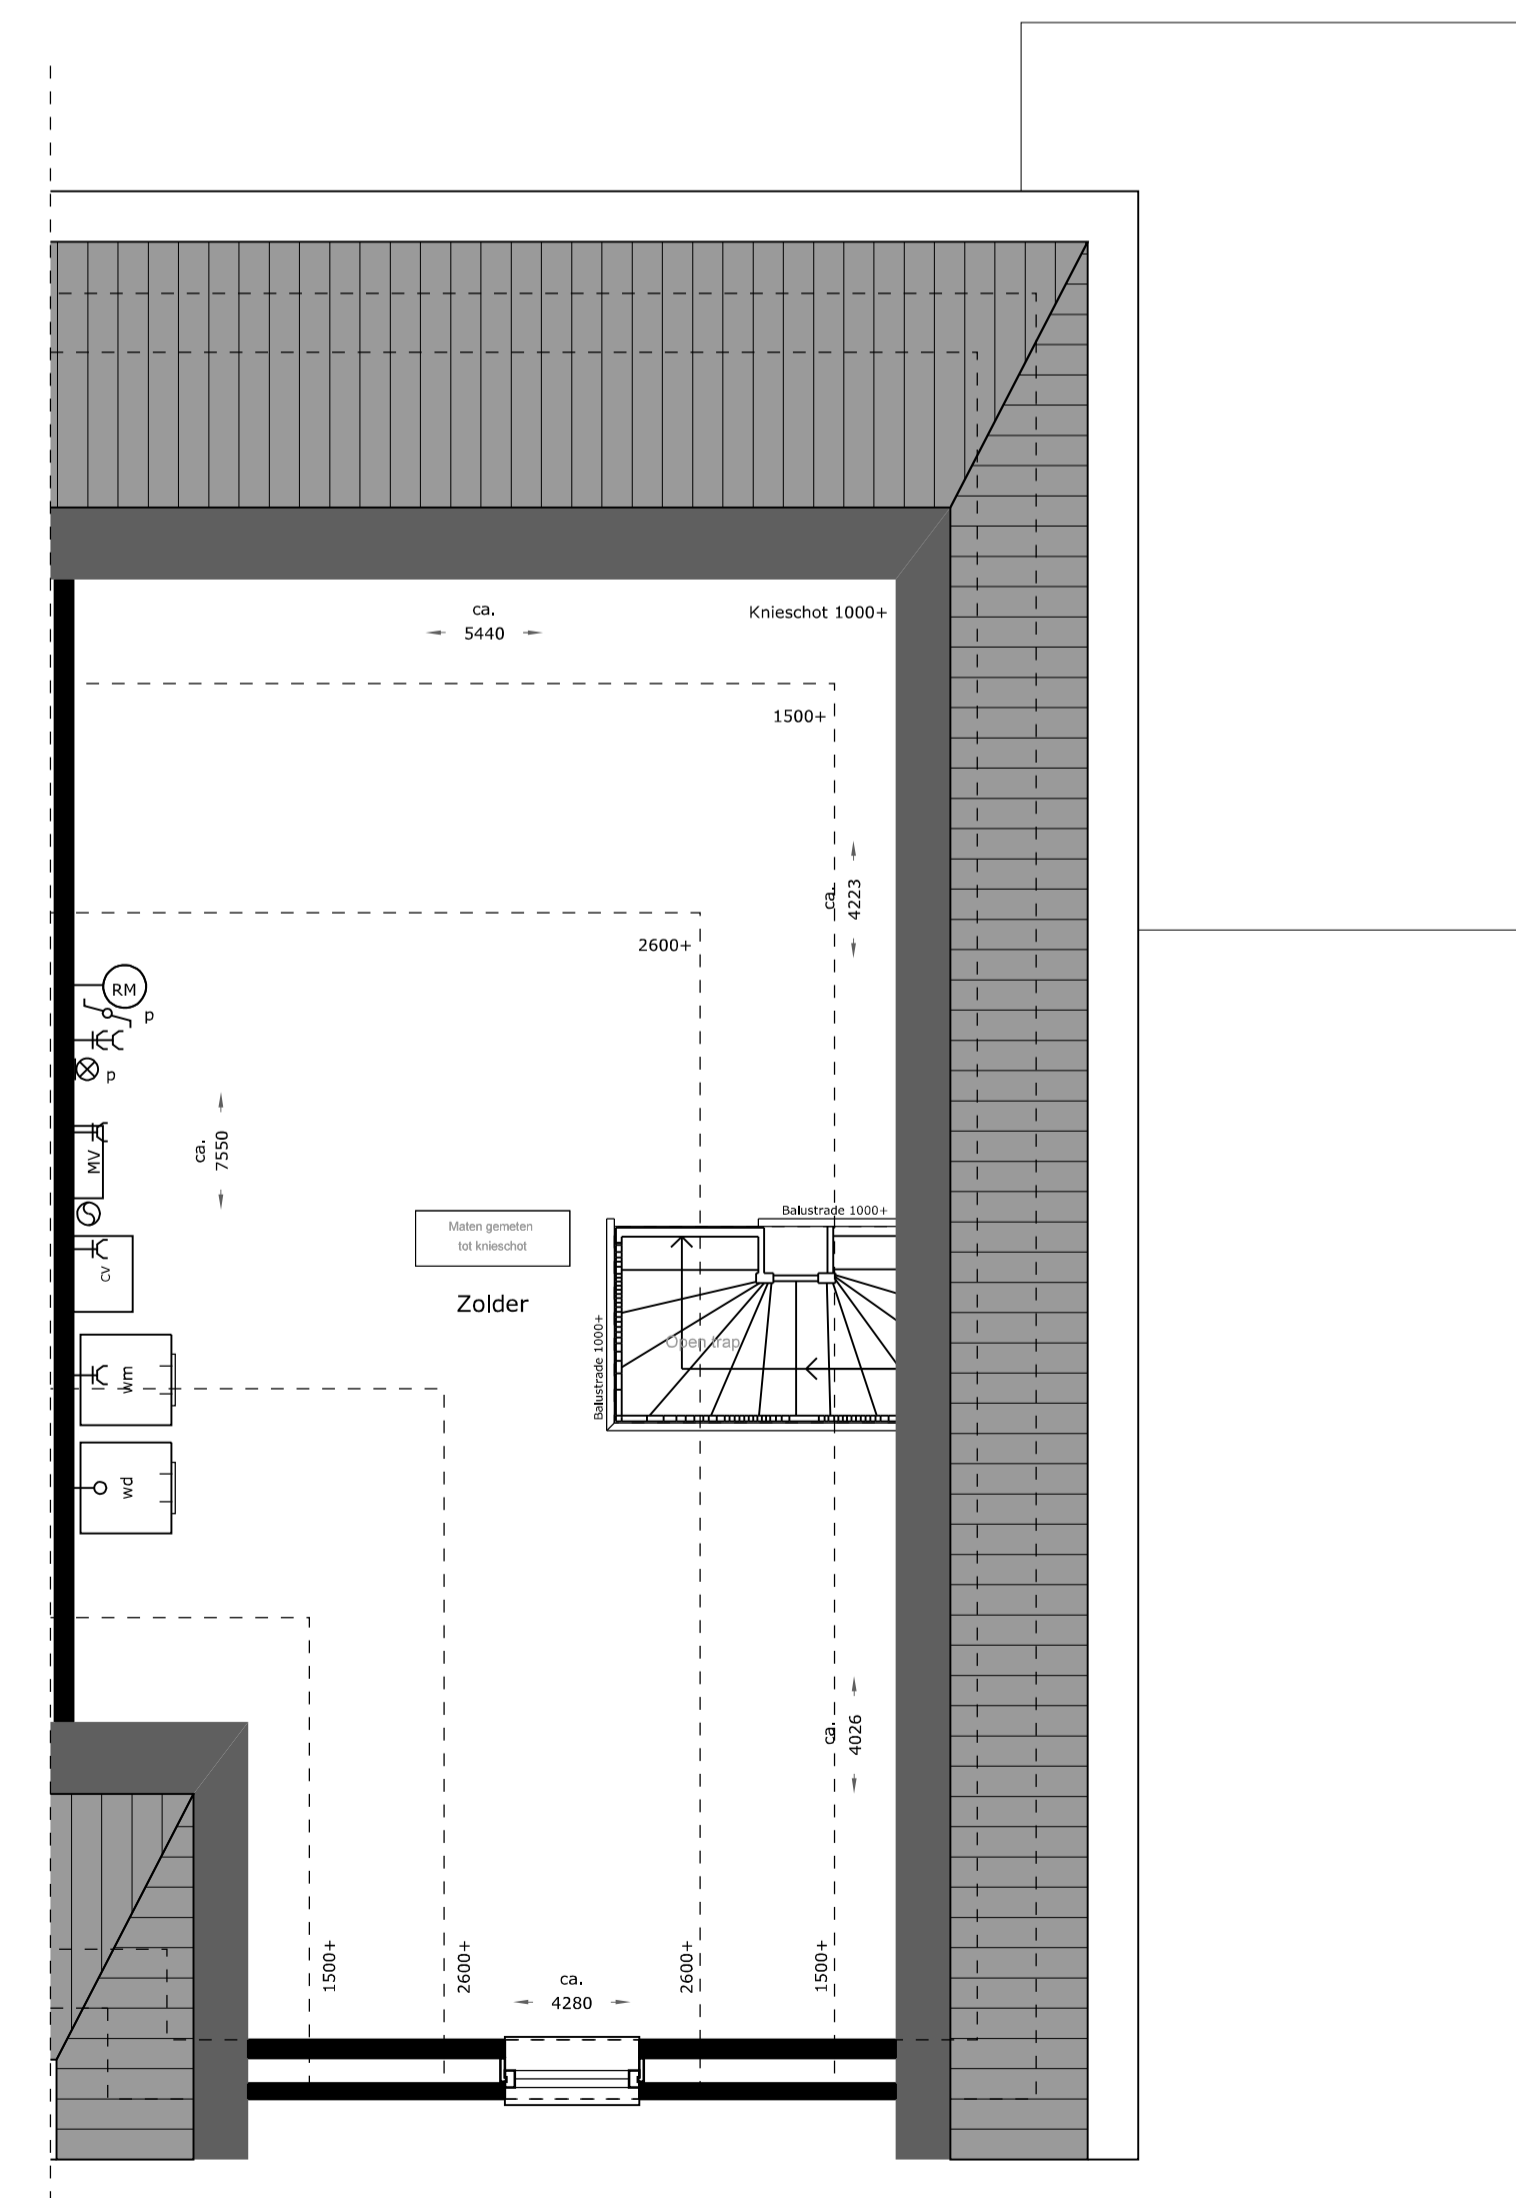 ca.
5440
Knieschot 1000+
1500+
ca.
4223
2600+
RM
p
p
ca.
7550
MV
Maten gemeten
tot knieschot
Balustrade 1000+
CV
Zolder
Balustrade 1000+
Open trap
wm
wd
ca.
4026
1500+
2600+
ca.
4280
2600+
1500+